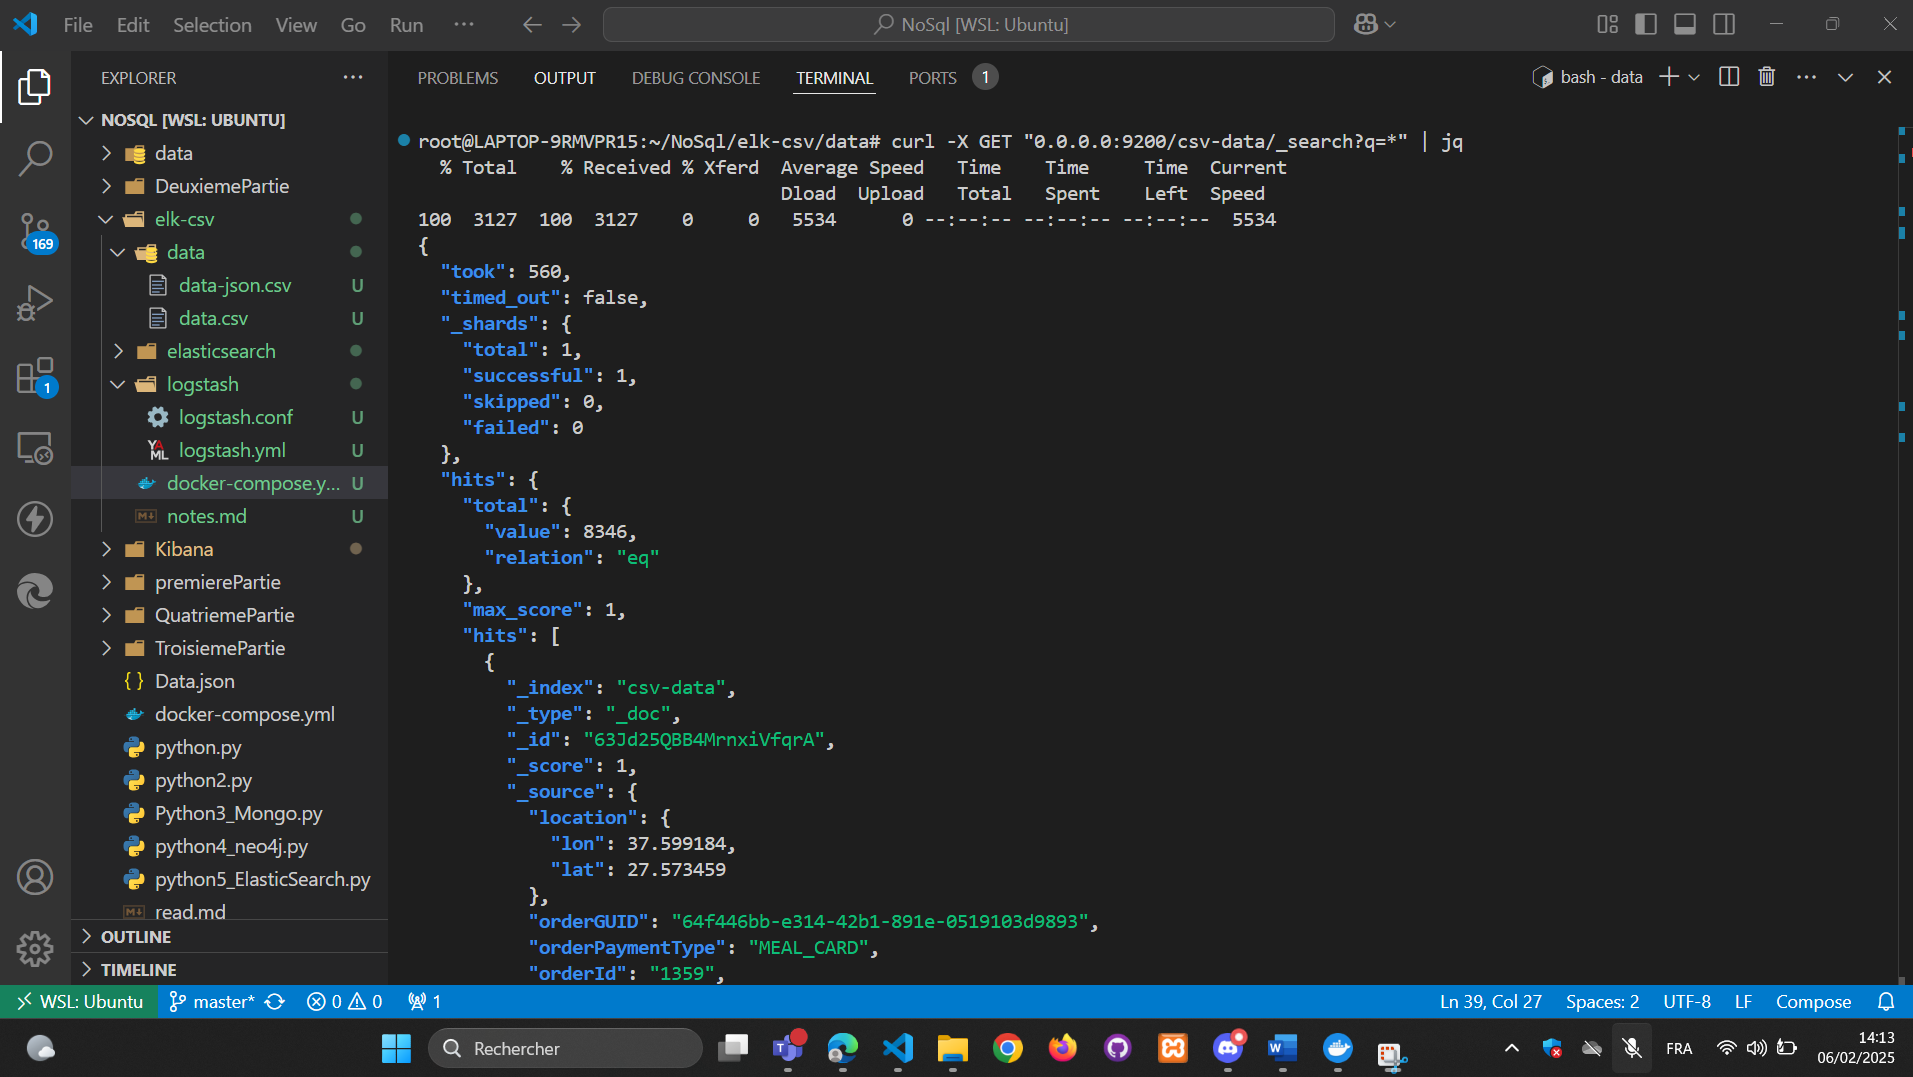 File Edit Selection View Go Run ···
NoSql [WSL: Ubuntu]
EXPLORER
NOSQL [WSL: UBUNTU]
data
DeuxiemePartie
elk-csv
data
data-json.csv U
data.csv U
elasticsearch
logstash
logstash.conf U
logstash.yml U
docker-compose.y... U
notes.md U
Kibana
premierePartie
QuatriemePartie
TroisiemePartie
Data.json
docker-compose.yml
python.py
python2.py
Python3_Mongo.py
python4_neo4j.py
python5_ElasticSearch.py
read.md
OUTLINE
TIMELINE
169
1
PROBLEMS OUTPUT DEBUG CONSOLE TERMINAL PORTS 1
bash - data
root@LAPTOP-9RMVPR15:~/NoSql/elk-csv/data# curl -X GET "0.0.0.0:9200/csv-data/_search?q=*" | jq
% Total % Received % Xferd Average Speed Time Time Time Current
Dload Upload Total Spent Left Speed
100 3127 100 3127 0 0 5534 0 --:--:-- --:--:-- --:--:-- 5534
{
"took": 560,
"timed_out": false,
"_shards": {
"total": 1,
"successful": 1,
"skipped": 0,
"failed": 0
},
"hits": {
"total": {
"value": 8346,
"relation": "eq"
},
"max_score": 1,
"hits": [
{
"_index": "csv-data",
"_type": "_doc",
"_id": "63Jd25QBB4MrnxiVfqrA",
"_score": 1,
"_source": {
"location": {
"lon": 37.599184,
"lat": 27.573459
},
"orderGUID": "64f446bb-e314-42b1-891e-0519103d9893",
"orderPaymentType": "MEAL_CARD",
"orderId": "1359",
WSL: Ubuntu master* 0 0 1 Ln 39, Col 27 Spaces: 2 UTF-8 LF Compose
Rechercher
FRA
14:13
06/02/2025